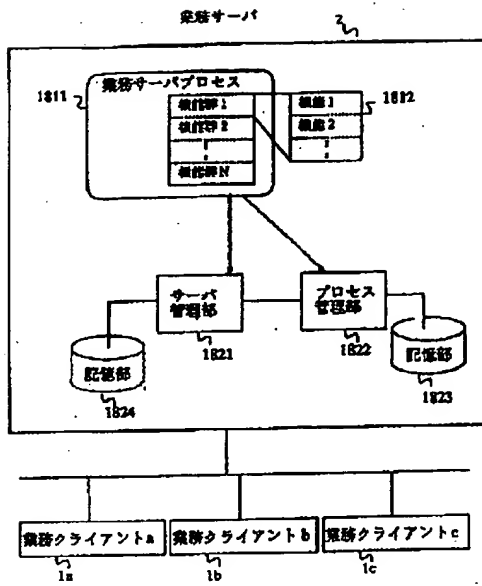 業務サーバ
2
業務サーバプロセス
1811
機能群1
機能群2
機能群N
機能1
機能2
1812
サーバ
管理部
1821
プロセス
管理部
1822
記憶部
1824
記憶部
1823
業務クライアントa
業務クライアントb
業務クライアントc
1a
1b
1c